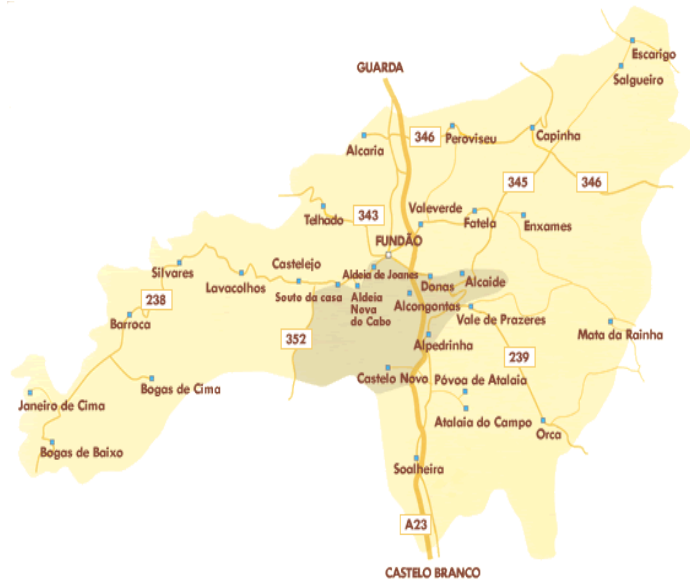 Escarigo
GUARDA
Salgueiro
346
Peroviseu
Capinha
Alcaria
345
346
Telhado
343
Valeverde
Fatela
Enxames
FUNDÃO
Silvares
Castelejo
Aldeia de Joanes
Lavacolhos
Souto da casa
Aldeia
Nova
do Cabo
Donas
Alcaide
238
Alcongontas
Barroca
Vale de Prazeres
352
Alpedrinha
Mata da Rainha
239
Castelo Novo
Póvoa de Atalaia
Bogas de Cima
Janeiro de Cima
Atalaia do Campo
Orca
Bogas de Baixo
Soalheira
A23
CASTELO BRANCO